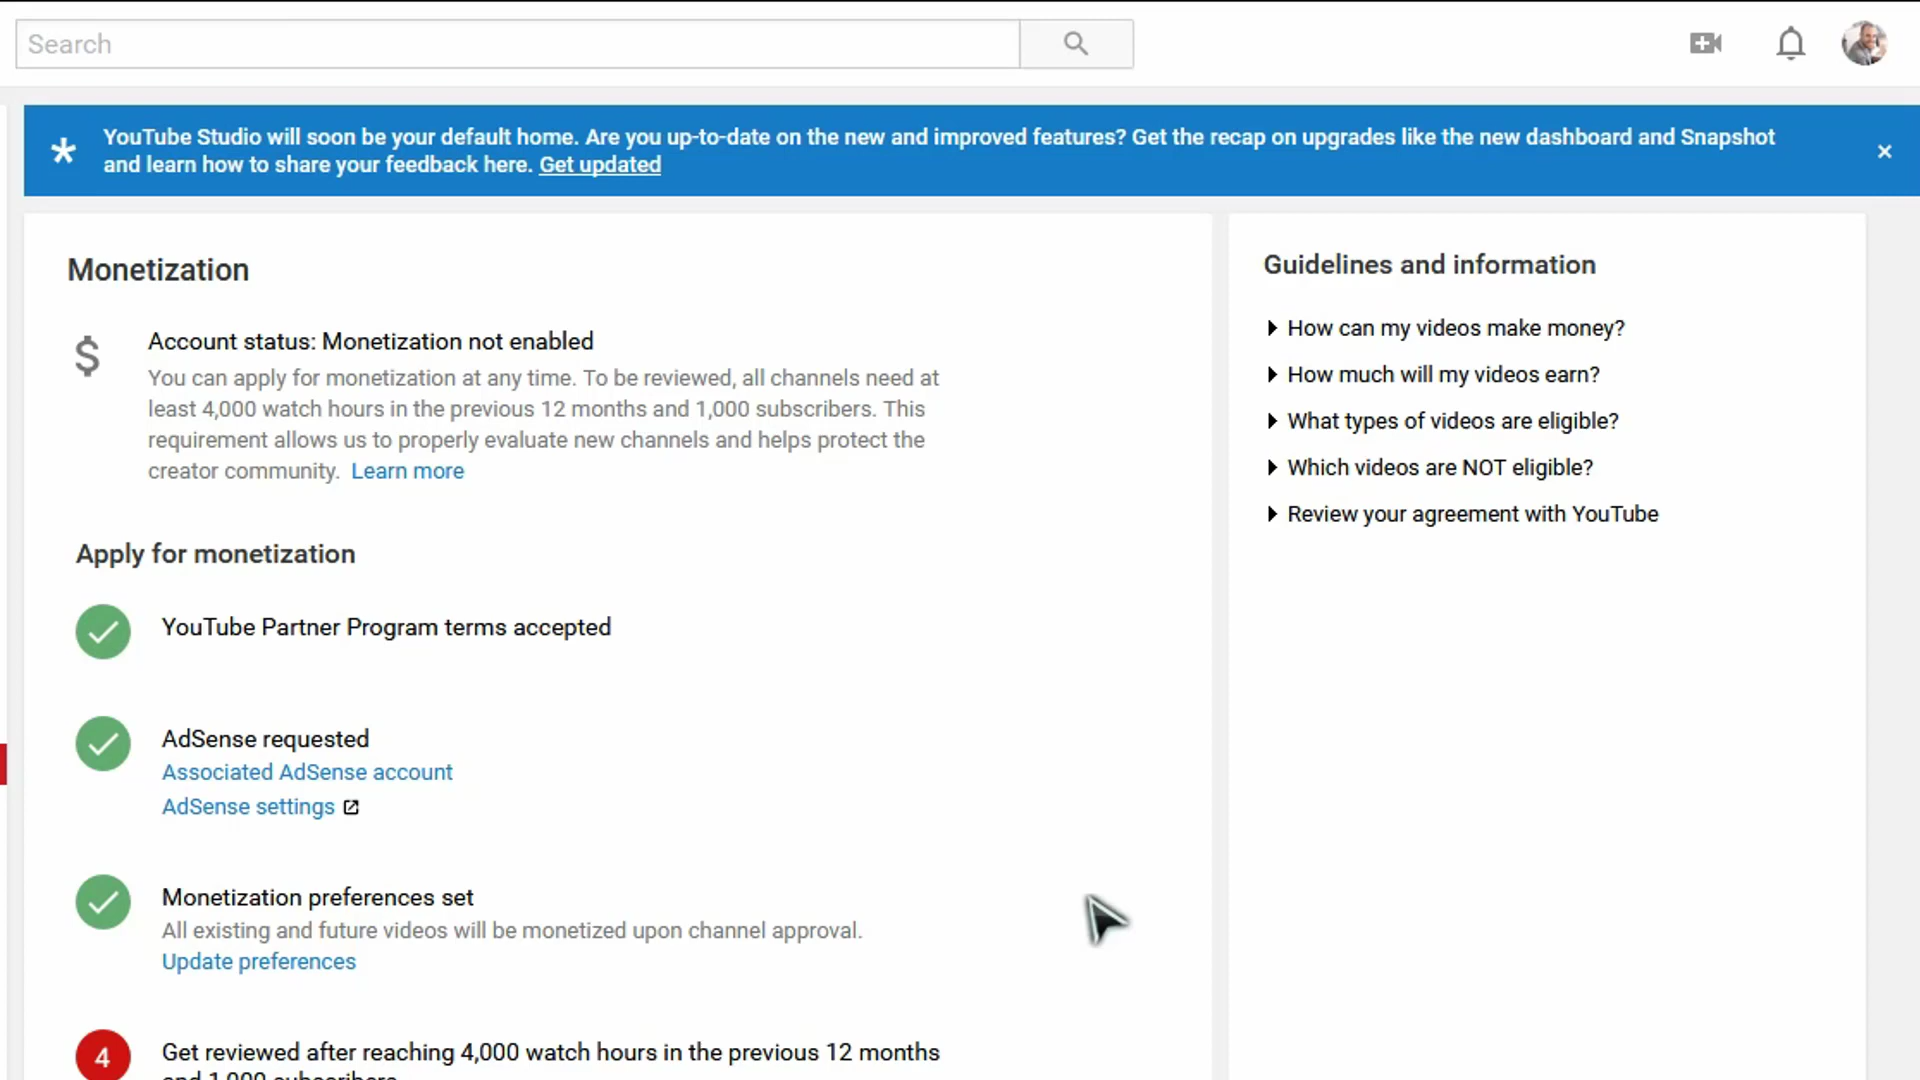 Search
YouTube Studio will soon be your default home. Are you up-to-date on the new and improved features? Get the recap on upgrades like the new dashboard and Snapshot
and learn how to share your feedback here. Get updated
Monetization
Account status: Monetization not enabled
You can apply for monetization at any time. To be reviewed, all channels need at
least 4,000 watch hours in the previous 12 months and 1,000 subscribers. This
requirement allows us to properly evaluate new channels and helps protect the
creator community. Learn more
Apply for monetization
YouTube Partner Program terms accepted
AdSense requested
Associated AdSense account
AdSense settings
Monetization preferences set
All existing and future videos will be monetized upon channel approval.
Update preferences
4
Get reviewed after reaching 4,000 watch hours in the previous 12 months
and 1,000 subscribers
Guidelines and information
How can my videos make money?
How much will my videos earn?
What types of videos are eligible?
Which videos are NOT eligible?
Review your agreement with YouTube